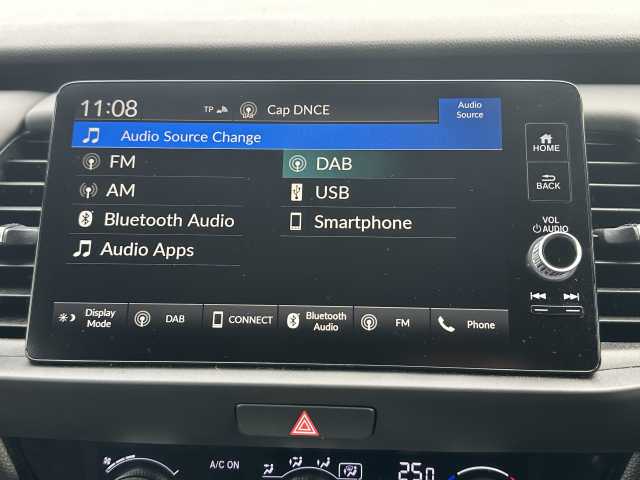 11:08 TP DAB Cap DNCE Audio Source
Audio Source Change
FM DAB
AM USB
Bluetooth Audio Smartphone
Audio Apps
Display Mode DAB CONNECT Bluetooth Audio FM Phone
HOME
BACK
VOL
AUDIO
A/C ON
25.0